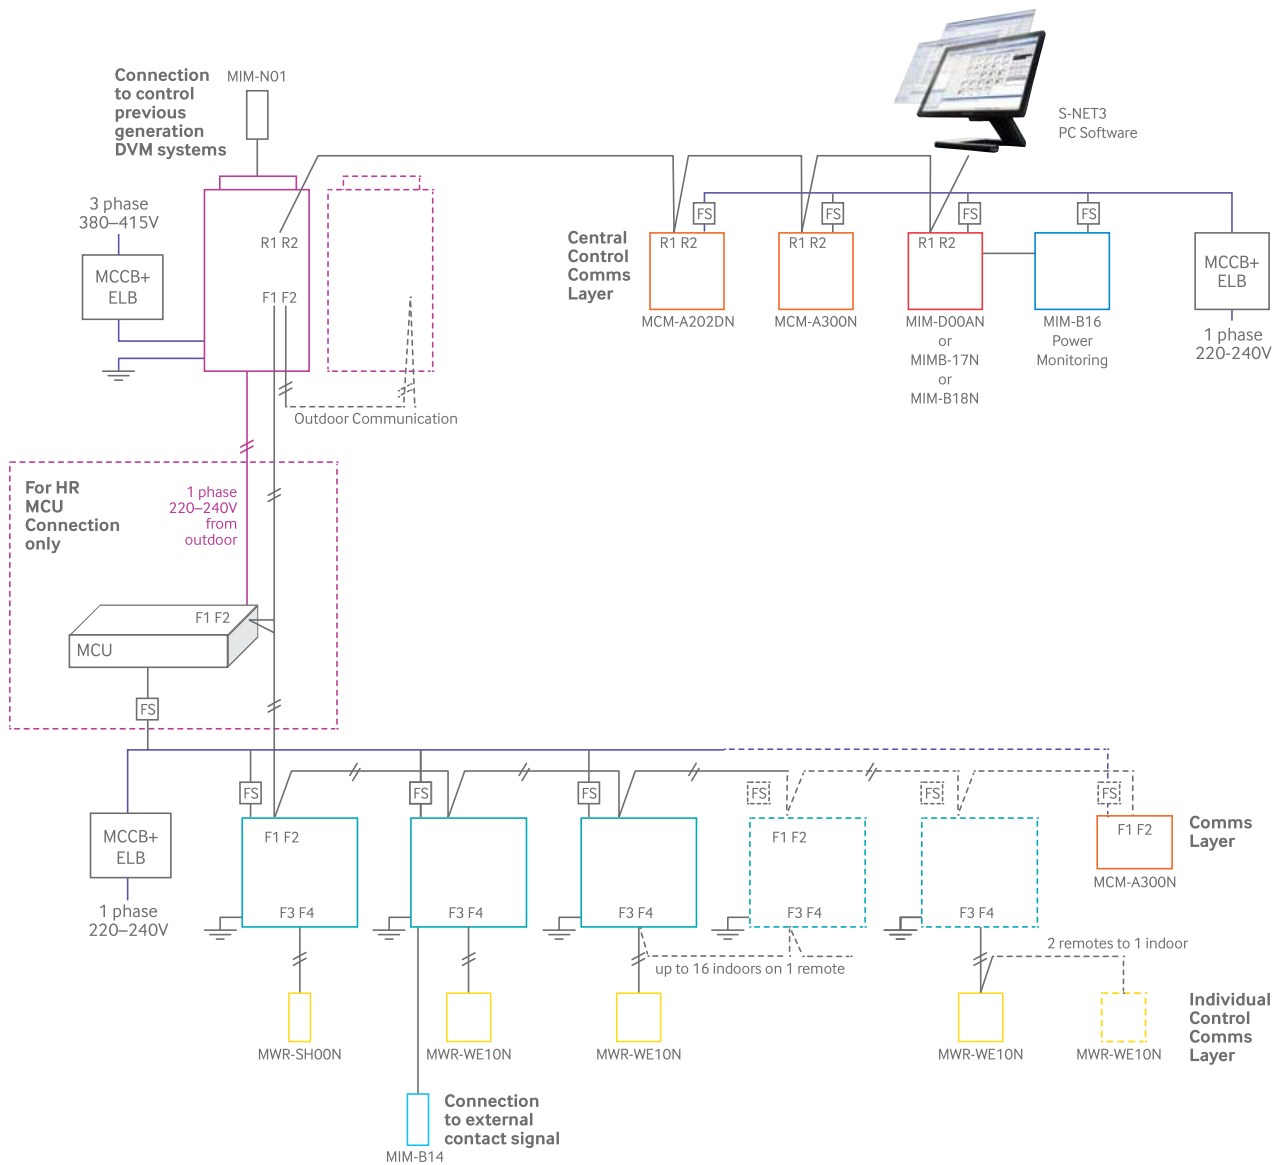 Connection
to control
previous
generation
DVM systems
MIM-N01
S-NET3
PC Software
3 phase
380–415V
MCCB+
ELB
R1 R2
F1 F2
Outdoor Communication
Central
Control
Comms
Layer
FS
FS
FS
FS
R1 R2
R1 R2
R1 R2
MCM-A202DN
MCM-A300N
MIM-D00AN
or
MIMB-17N
or
MIM-B18N
MIM-B16
Power
Monitoring
MCCB+
ELB
1 phase
220-240V
For HR
MCU
Connection
only
1 phase
220–240V
from
outdoor
F1 F2
MCU
FS
FS
FS
FS
FS
FS
FS
MCCB+
ELB
1 phase
220–240V
F1 F2
F1 F2
F1 F2
Comms
Layer
MCM-A300N
F3 F4
F3 F4
F3 F4
F3 F4
F3 F4
up to 16 indoors on 1 remote
2 remotes to 1 indoor
MWR-SH00N
MWR-WE10N
MWR-WE10N
MWR-WE10N
MWR-WE10N
Individual
Control
Comms
Layer
Connection
to external
contact signal
MIM-B14